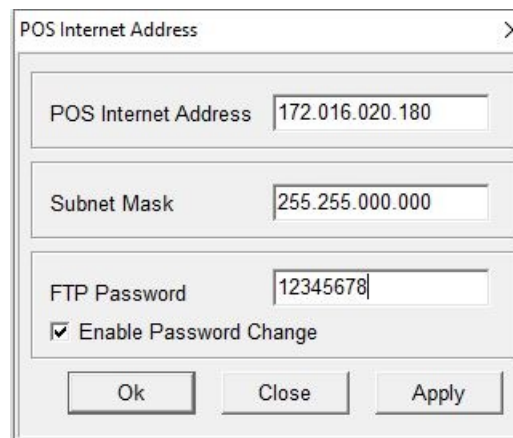 POS Internet Address
POS Internet Address 172.016.020.180
Subnet Mask 255.255.000.000
FTP Password 12345678
Enable Password Change
Ok Close Apply